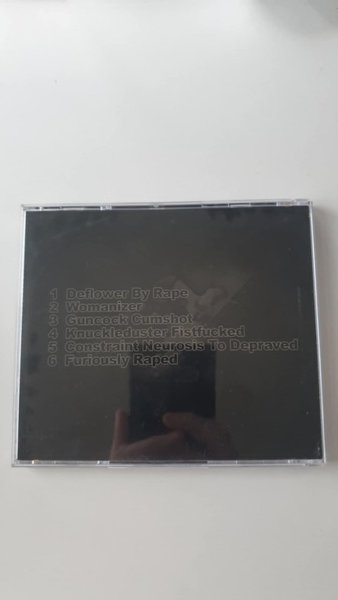 1 Deflower By Rape
2 Womanizer
3 Guncock Cumshot
4 Knuckleduster Fistfucked
5 Constraint Neurosis To Depraved
6 Furiously Raped